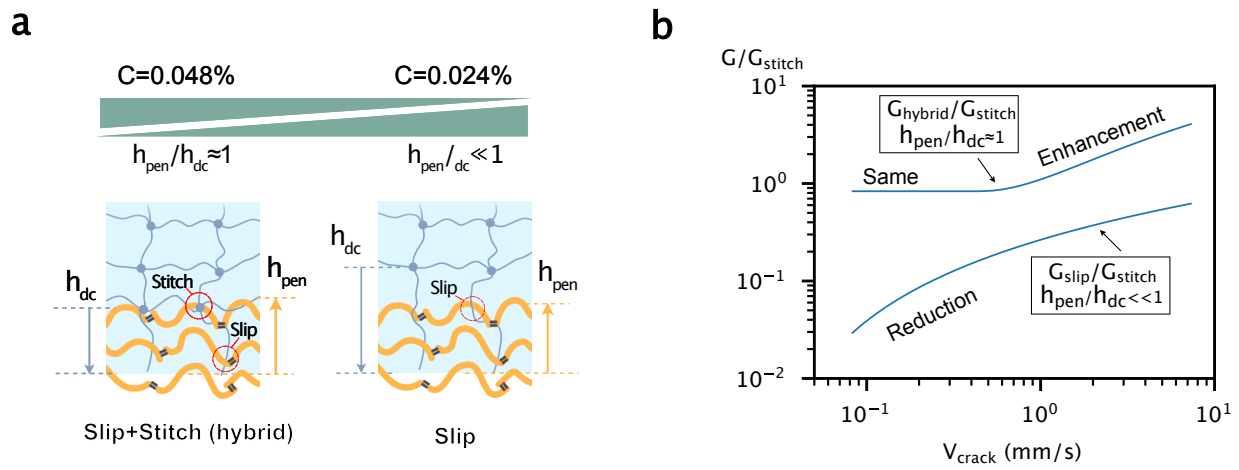 a
C=0.048%
C=0.024%
h_pen/h_dc≈1
h_pen/_dc≪1
h_dc
Stitch
Slip
h_pen
h_dc
Slip
h_pen
Slip+Stitch (hybrid)
Slip
b
G/G_stitch
10^1
10^0
10^-1
10^-2
G_hybrid/G_stitch
h_pen/h_dc≈1
Enhancement
Same
G_slip/G_stitch
h_pen/h_dc<<1
Reduction
10^-1
10^0
10^1
V_crack (mm/s)